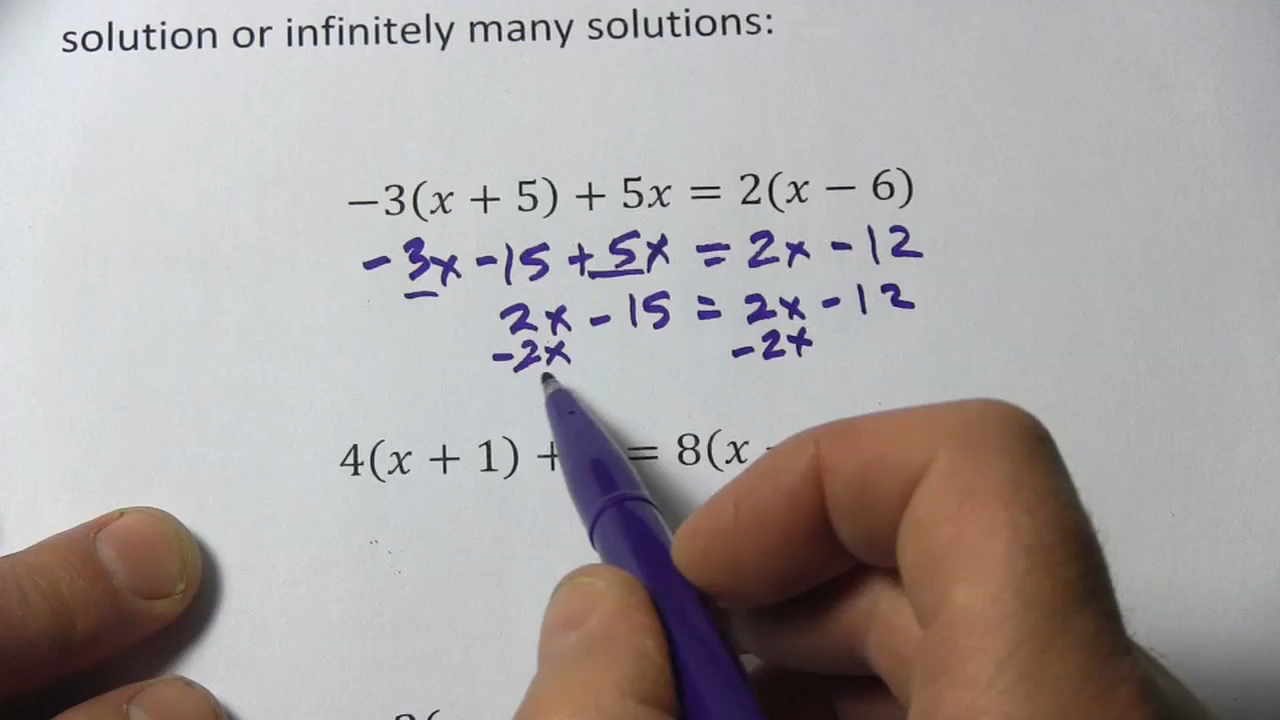 solution or infinitely many solutions:
−3(x + 5) + 5x = 2(x − 6)
-3x -15 +5x = 2x -12
2x - 15 = 2x - 12
-2x -2x
4(x + 1) + = 8(x